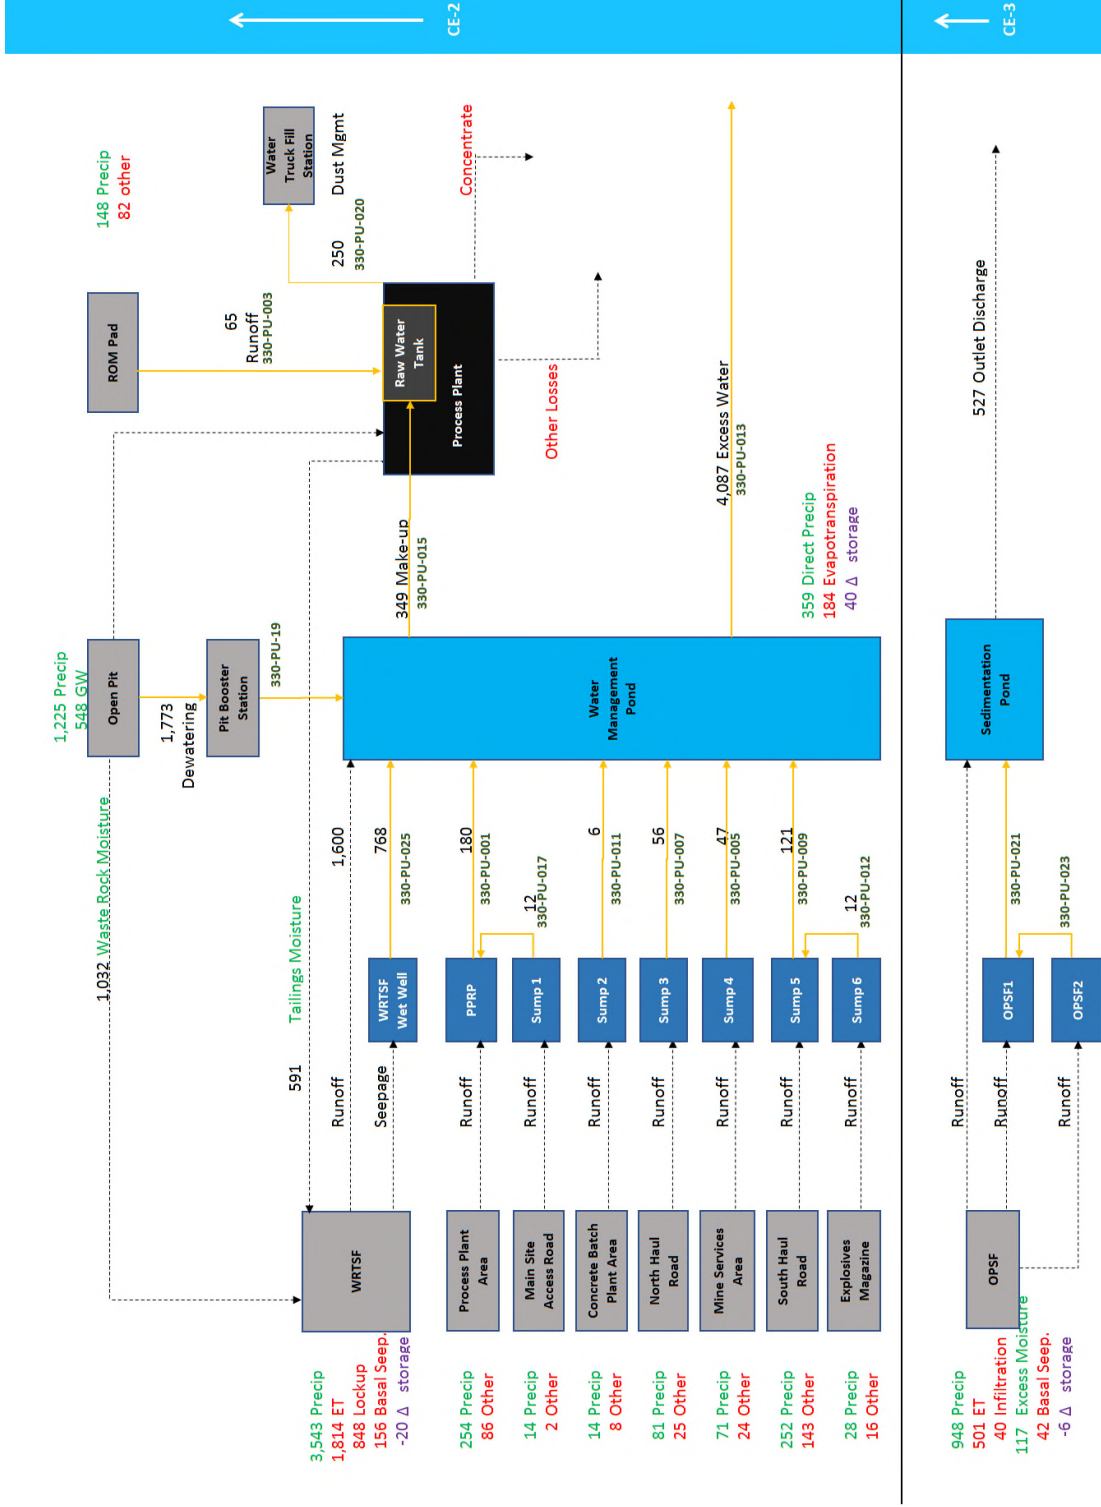 1,225 Precip
548 GW
Open Pit
1,032 Waste Rock Moisture
1,773
Dewatering
Pit Booster
Station
330-PU-19
ROM Pad
148 Precip
82 other
65
Runoff
330-PU-003
Water
Truck Fill
Station
250
Dust Mgmt
330-PU-020
Raw Water
Tank
Process Plant
Concentrate
Other Losses
349 Make-up
330-PU-015
591
Tailings Moisture
3,543 Precip
1,814 ET
848 Lockup
156 Basal Seep.
-20 Δ storage
WRTSF
Runoff
1,600
Seepage
WRTSF
Wet Well
768
330-PU-025
254 Precip
86 Other
Process Plant
Area
Runoff
PPRP
180
330-PU-001
14 Precip
2 Other
Main Site
Access Road
Runoff
Sump 1
12
330-PU-017
14 Precip
8 Other
Concrete Batch
Plant Area
Runoff
Sump 2
6
330-PU-011
81 Precip
25 Other
North Haul
Road
Runoff
Sump 3
56
330-PU-007
71 Precip
24 Other
Mine Services
Area
Runoff
Sump 4
47
330-PU-005
252 Precip
143 Other
South Haul
Road
Runoff
Sump 5
121
330-PU-009
28 Precip
16 Other
Explosives
Magazine
Runoff
Sump 6
12
330-PU-012
Water
Management
Pond
4,087 Excess Water
330-PU-013
359 Direct Precip
184 Evapotranspiration
40 Δ storage
CE-2
948 Precip
501 ET
40 Infiltration
117 Excess Moisture
42 Basal Seep.
-6 Δ storage
OPSF
Runoff
Runoff
Runoff
OPSF1
330-PU-021
OPSF2
330-PU-023
Sedimentation
Pond
527 Outlet Discharge
CE-3